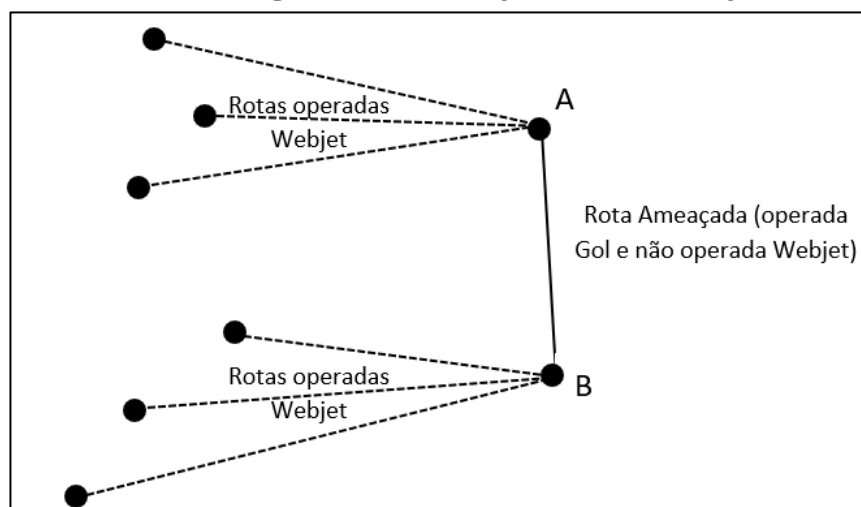 A
Rotas operadas
Webjet
Rota Ameaçada (operada
Gol e não operada Webjet)
Rotas operadas
Webjet
B